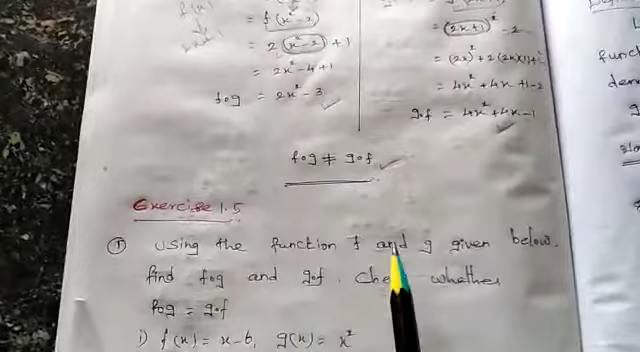 = f(x²-2)
= 2(x²-2)+1
= 2x²-4+1
fog = 2x²-3
= (2x+1)²-2
= (2x)²+2(2x)(1)+
= 4x²+4x+1-2
gof = 4x²+4x-1
fog ≠ gof
Exercise 1.5
① Using the function f and g given below.
find fog and gof. Che whether
fog = gof
i) f(x) = x-6, g(x) = x²